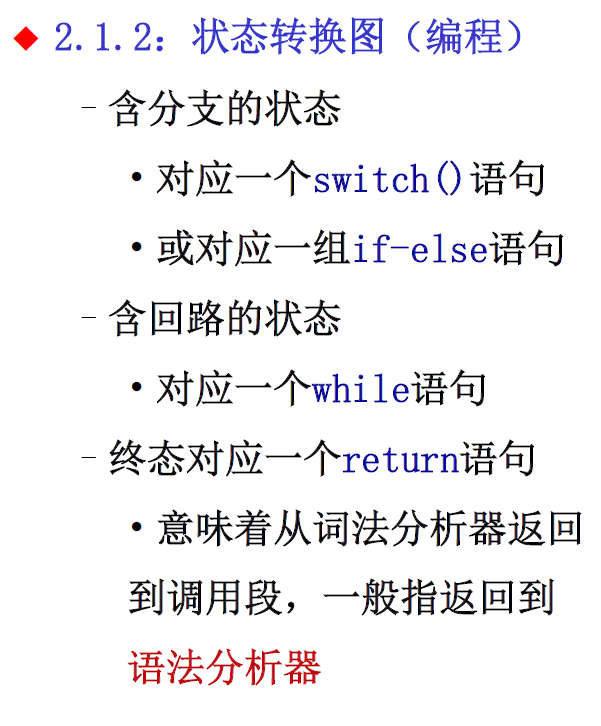 ◆ 2.1.2：状态转换图（编程）
– 含分支的状态
• 对应一个switch()语句
• 或对应一组if-else语句
– 含回路的状态
• 对应一个while语句
– 终态对应一个return语句
• 意味着从词法分析器返回
到调用段，一般指返回到
语法分析器